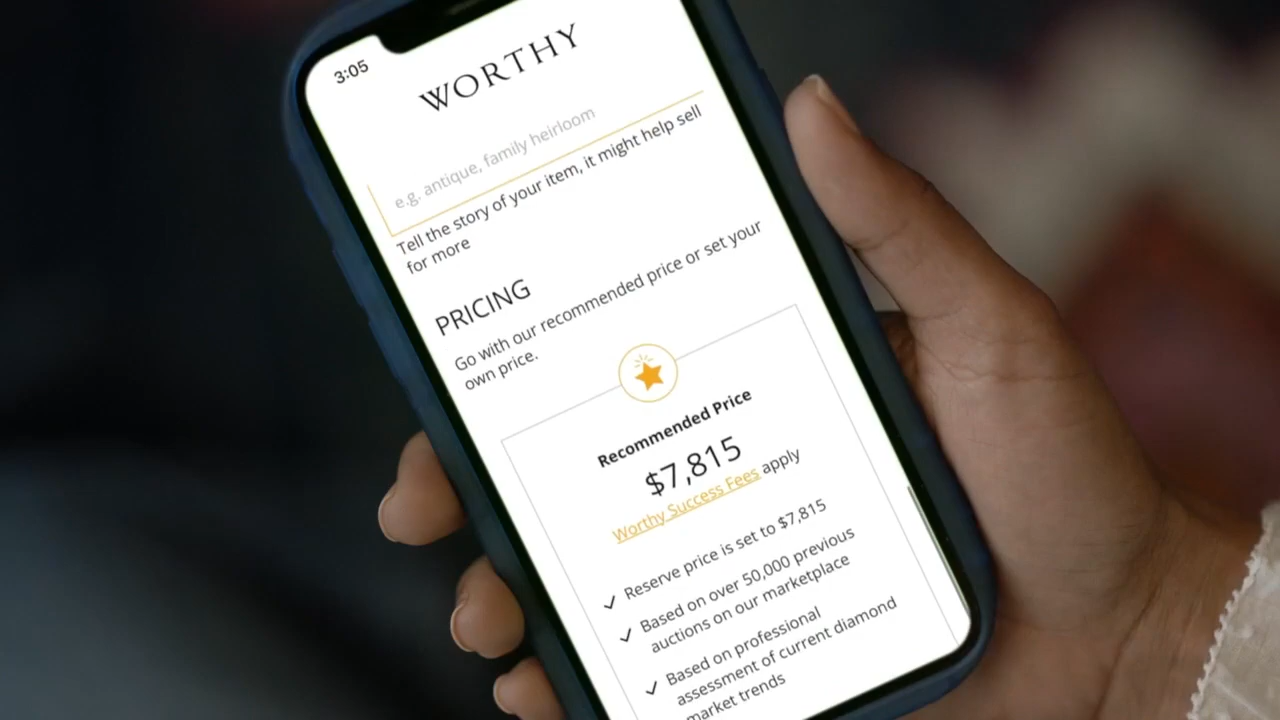 3:05
WORTHY
e.g. antique, family heirloom
Tell the story of your item, it might help sell
for more
PRICING
Go with our recommended price or set your
own price.
Recommended Price
$7,815
Worthy Success Fees apply
Reserve price is set to $7,815
Based on over 50,000 previous
auctions on our marketplace
Based on professional
assessment of current diamond
market trends